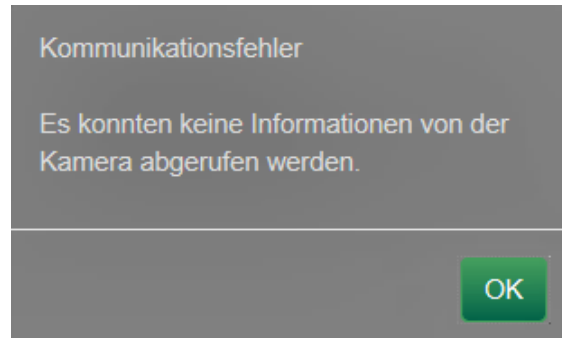 Kommunikationsfehler
Es konnten keine Informationen von der
Kamera abgerufen werden.
OK